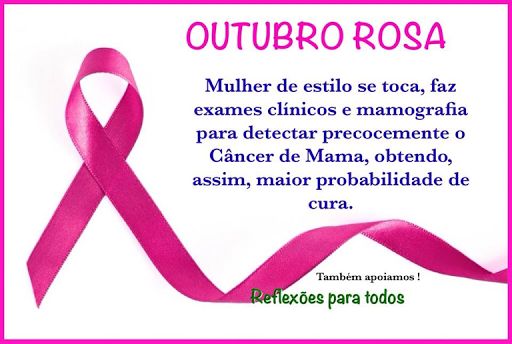 OUTUBRO ROSA
Mulher de estilo se toca, faz
exames clínicos e mamografia
para detectar precocemente o
Câncer de Mama, obtendo,
assim, maior probabilidade de
cura.
Também apoiamos !
Reflexões para todos